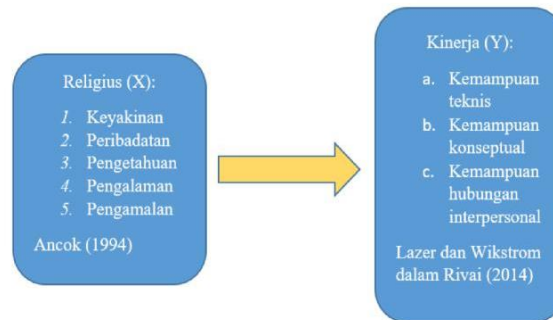 Religius (X):
1. Keyakinan
2. Peribadatan
3. Pengetahuan
4. Pengalaman
5. Pengamalan
Ancok (1994)
Kinerja (Y):
a. Kemampuan
teknis
b. Kemampuan
konseptual
c. Kemampuan
hubungan
interpersonal
Lazer dan Wikstrom
dalam Rivai (2014)